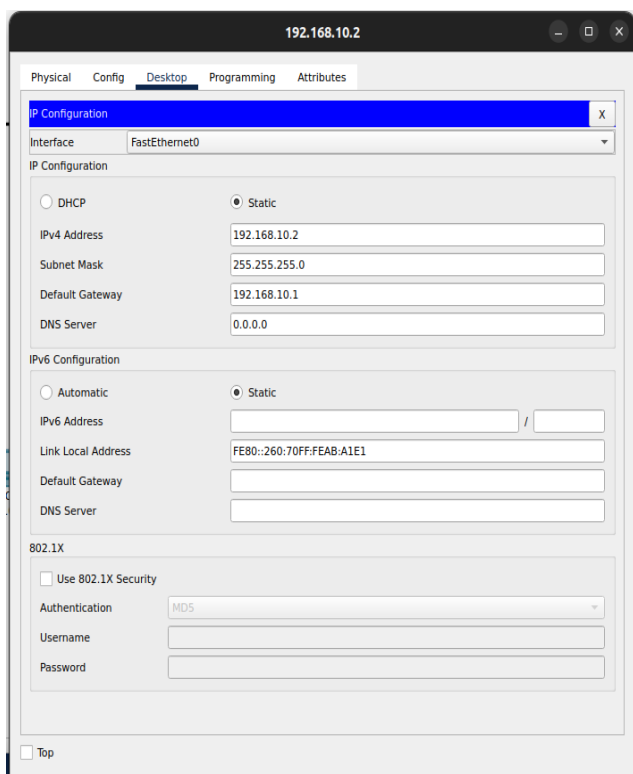 192.168.10.2
Physical Config Desktop Programming Attributes
IP Configuration X
Interface FastEthernet0
IP Configuration
DHCP Static
IPv4 Address 192.168.10.2
Subnet Mask 255.255.255.0
Default Gateway 192.168.10.1
DNS Server 0.0.0.0
IPv6 Configuration
Automatic Static
IPv6 Address /
Link Local Address FE80::260:70FF:FEAB:A1E1
Default Gateway
DNS Server
802.1X
Use 802.1X Security
Authentication MD5
Username
Password
Top